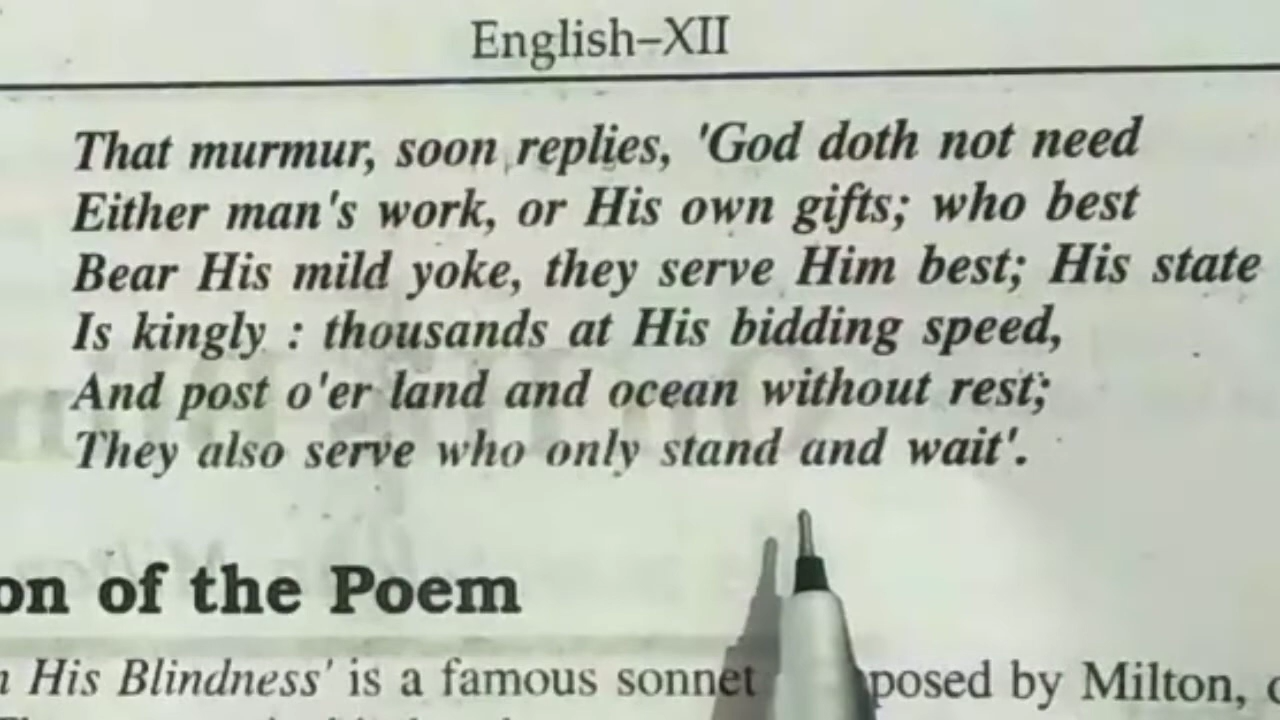 English–XII
That murmur, soon replies, 'God doth not need
Either man's work, or His own gifts; who best
Bear His mild yoke, they serve Him best; His state
Is kingly : thousands at His bidding speed,
And post o'er land and ocean without rest;
They also serve who only stand and wait'.
on of the Poem
His Blindness' is a famous sonnet posed by Milton,